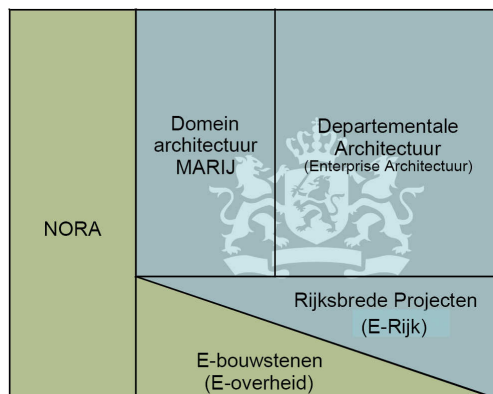 NORA
Domein
architectuur
MARIJ
Departementale
Architectuur
(Enterprise Architectuur)
Rijksbrede Projecten
(E-Rijk)
E-bouwstenen
(E-overheid)